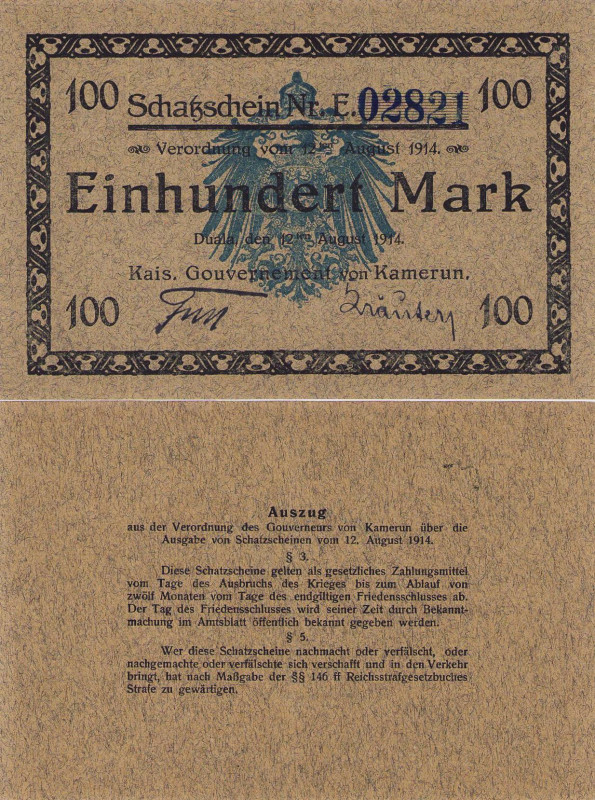 100 Schatzschein Nr. E. 02821 100
Verordnung vom 12ten August 1914.
Einhundert Mark
Duala, den 12ten August 1914.
Kais. Gouvernement von Kamerun.
100 100
Auszug
aus der Verordnung des Gouverneurs von Kamerun über die
Ausgabe von Schatzscheinen vom 12. August 1914.
§ 3.
Diese Schatzscheine gelten als gesetzliches Zahlungsmittel
vom Tage des Ausbruchs des Krieges bis zum Ablauf von
zwölf Monaten vom Tage des endgiltigen Friedensschlusses ab.
Der Tag des Friedensschlusses wird seiner Zeit durch Bekannt-
machung im Amtsblatt öffentlich bekannt gegeben werden.
§ 5.
Wer diese Schatzscheine nachmacht oder verfälscht, oder
nachgemachte oder verfälschte sich verschafft und in den Verkehr
bringt, hat nach Maßgabe der §§ 146 ff Reichsstrafgesetzbuches
Strafe zu gewärtigen.